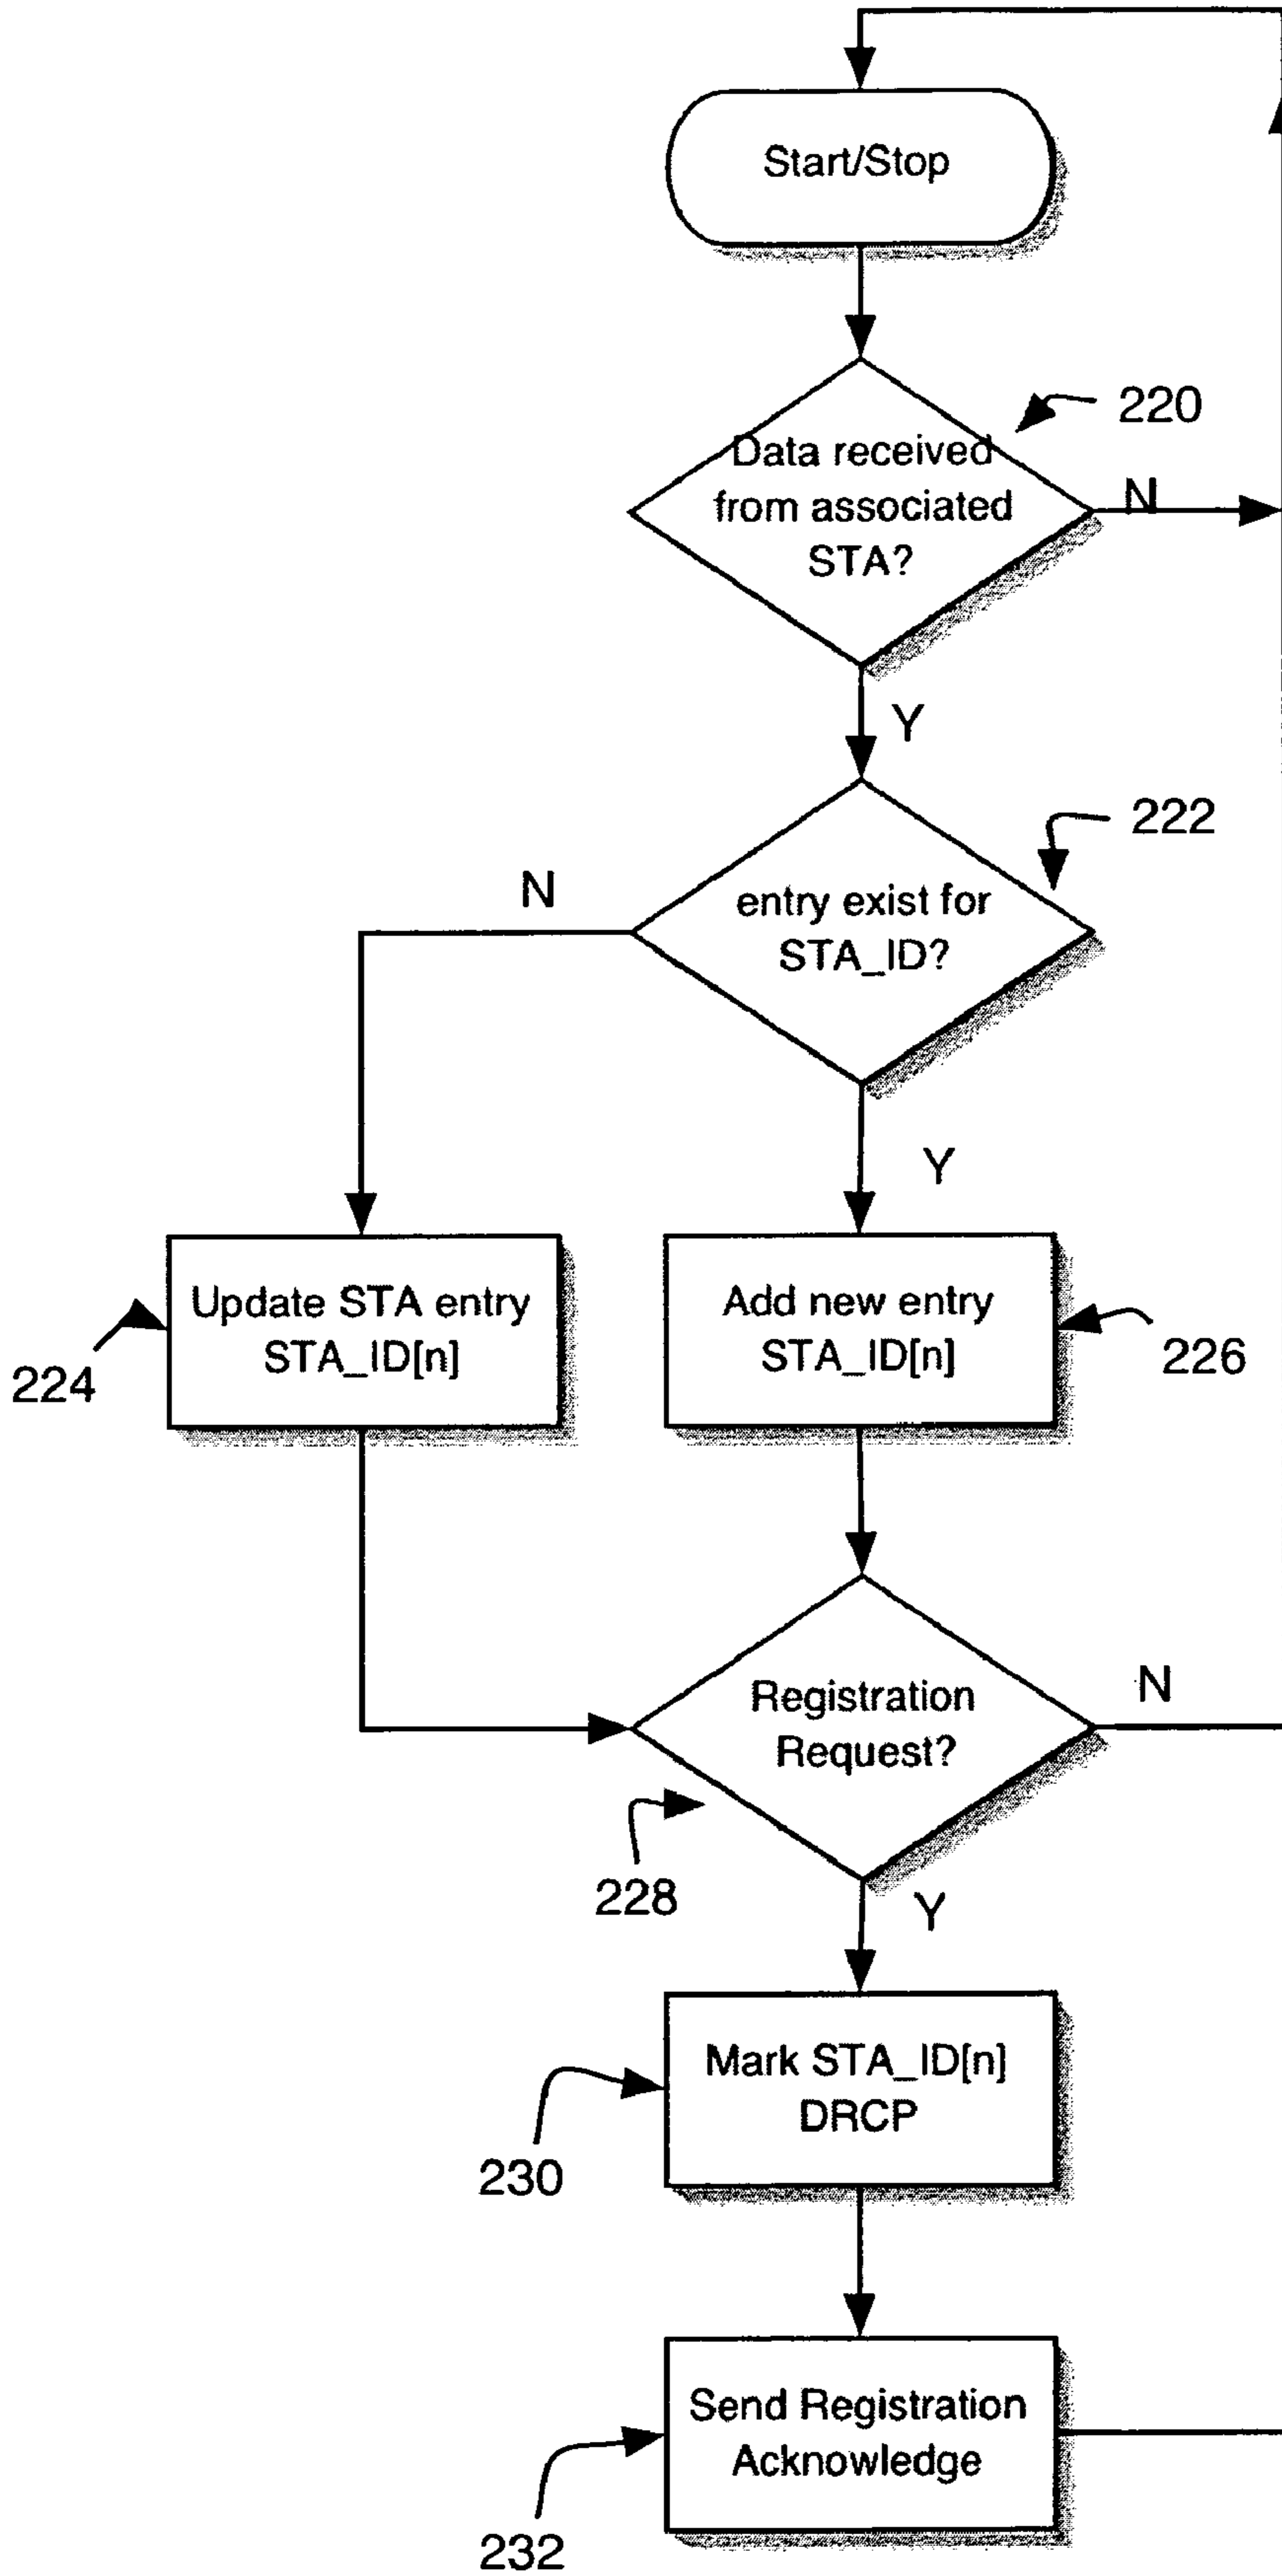 Start/Stop
220
Data received
from associated
STA?
N
Y
222
N
entry exist for
STA_ID?
Y
Update STA entry
STA_ID[n]
224
Add new entry
STA_ID[n]
226
Registration
Request?
N
228
Y
Mark STA_ID[n]
DRCP
230
Send Registration
Acknowledge
232